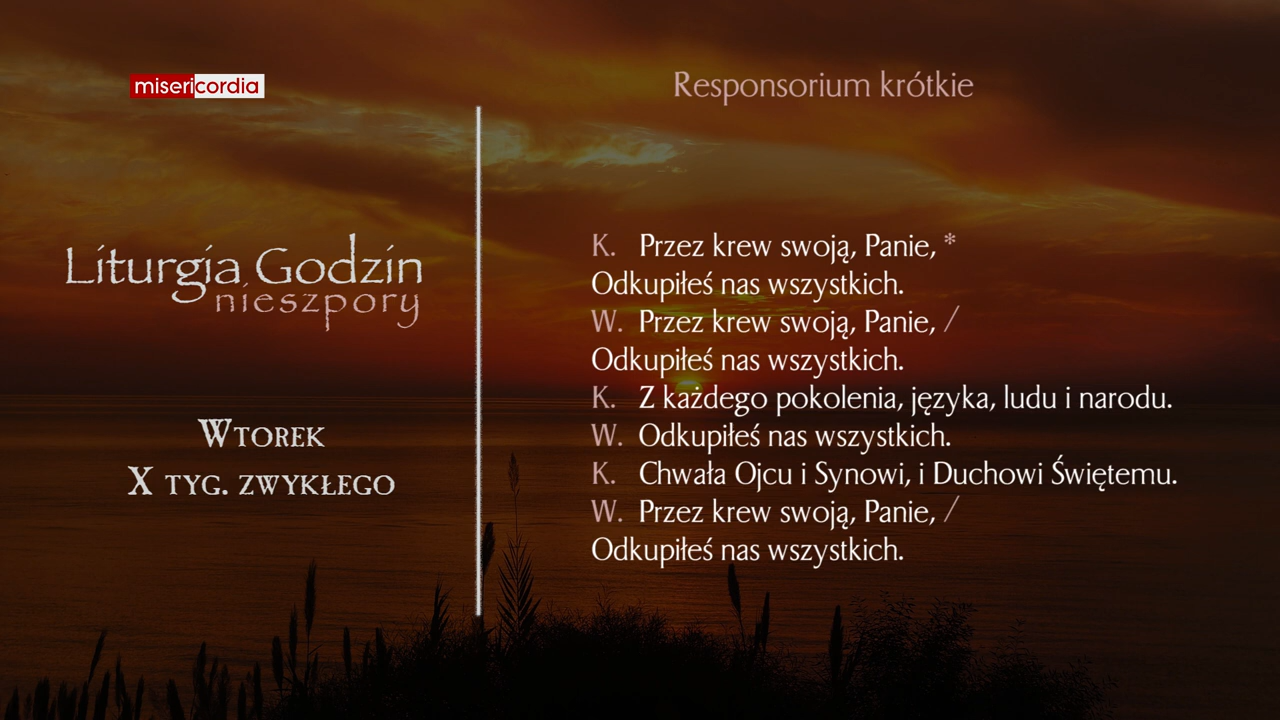 misericordia
Liturgia Godzin
nieszpory
Wtorek
X tyg. zwykłego
Responsorium krótkie
K. Przez krew swoją, Panie, *
Odkupiłeś nas wszystkich.
W. Przez krew swoją, Panie, /
Odkupiłeś nas wszystkich.
K. Z każdego pokolenia, języka, ludu i narodu.
W. Odkupiłeś nas wszystkich.
K. Chwała Ojcu i Synowi, i Duchowi Świętemu.
W. Przez krew swoją, Panie, /
Odkupiłeś nas wszystkich.